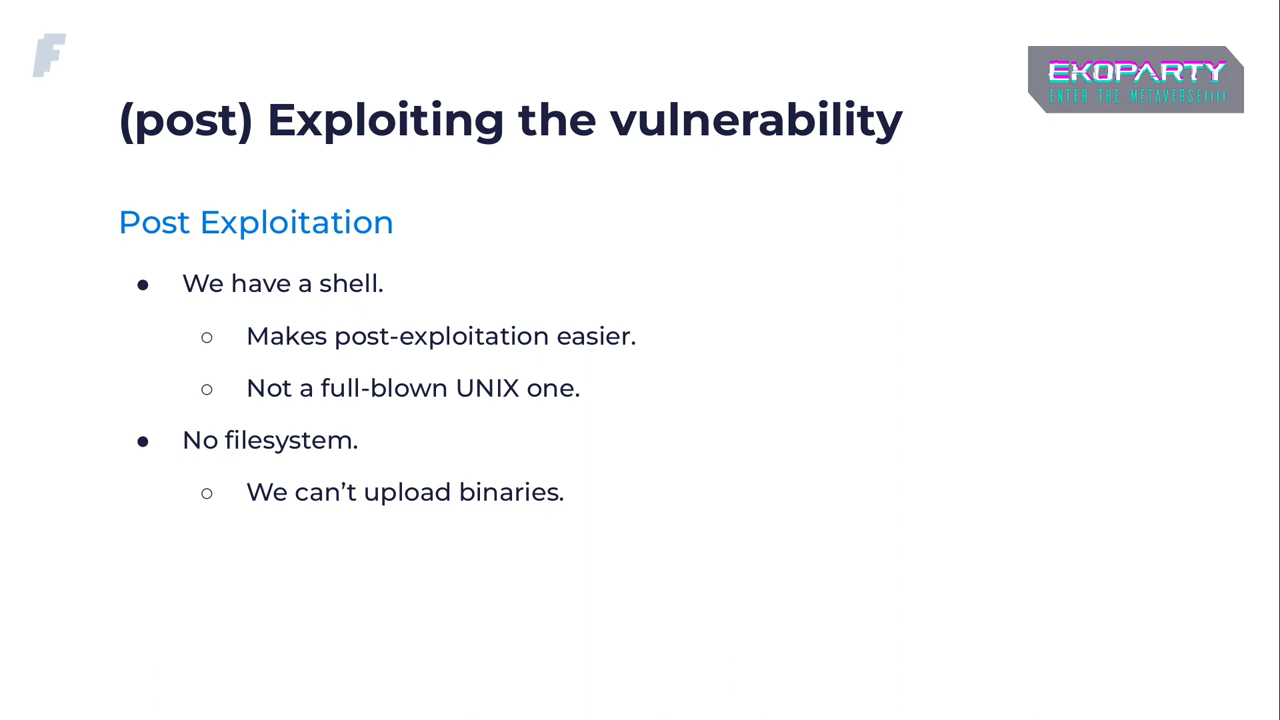 EKOPARTY
ENTER THE METAVERSE
(post) Exploiting the vulnerability
Post Exploitation
● We have a shell.
○ Makes post-exploitation easier.
○ Not a full-blown UNIX one.
● No filesystem.
○ We can’t upload binaries.